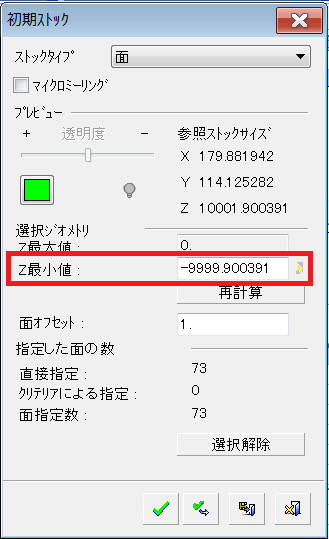 初期ストック
ストックタイプ 面
マイクロミーリング
プレビュー
+ 透明度 - 参照ストックサイズ
X 179.881942
Y 114.125282
Z 10001.900391
選択ジオメトリ
Z最大値 : 0.
Z最小値 : -9999.900391
再計算
面オフセット : 1.
指定した面の数
直接指定 : 73
クリテリアによる指定 : 0
面指定数 : 73
選択解除